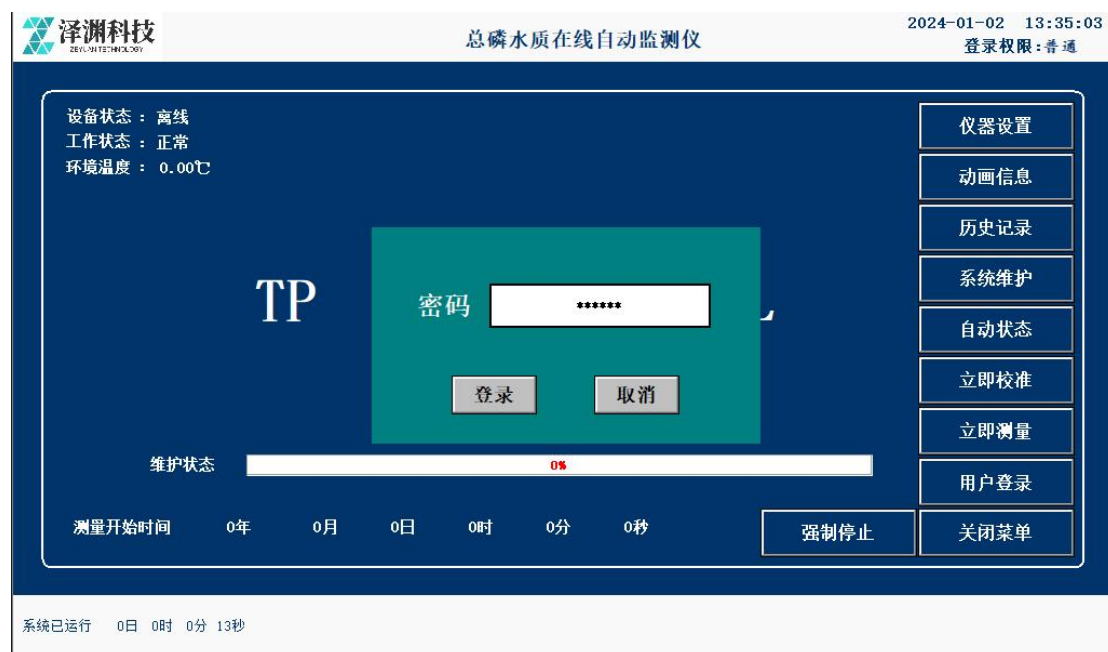 泽渊科技
ZEYUAN TECHNOLOGY
总磷水质在线自动监测仪
2024-01-02 13:35:03
登录权限:普通
设备状态: 离线
工作状态: 正常
环境温度: 0.00℃
仪器设置
动画信息
历史记录
系统维护
自动状态
立即校准
立即测量
用户登录
关闭菜单
TP
密码 ******
登录 取消
维护状态 0%
测量开始时间 0年 0月 0日 0时 0分 0秒
强制停止
系统已运行 0日 0时 0分 13秒